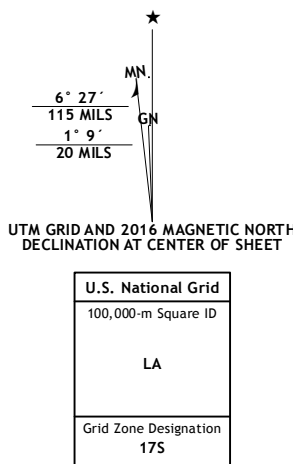 ★
MN.
6° 27´
115 MILS
GN
1° 9´
20 MILS
UTM GRID AND 2016 MAGNETIC NORTH
DECLINATION AT CENTER OF SHEET
U.S. National Grid
100,000-m Square ID
LA
Grid Zone Designation
17S